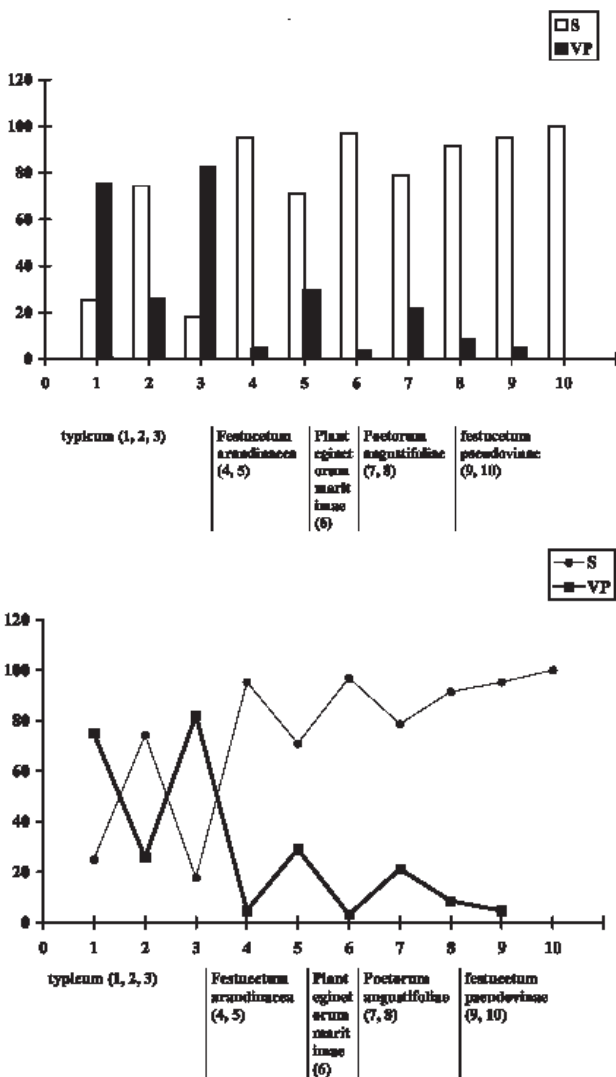 S
VP
120
100
80
60
40
20
0
0 1 2 3 4 5 6 7 8 9 10
typicum (1, 2, 3)
Festucetum
arundinacea
(4, 5)
Plant
aginet
orum
marit
imae
(6)
Poetorum
angustifoliae
(7, 8)
festucetum
pseudovinae
(9, 10)
S
VP
120
100
80
60
40
20
0
0 1 2 3 4 5 6 7 8 9 10
typicum (1, 2, 3)
Festucetum
arundinacea
(4, 5)
Plant
aginet
orum
marit
imae
(6)
Poetorum
angustifoliae
(7, 8)
festucetum
pseudovinae
(9, 10)